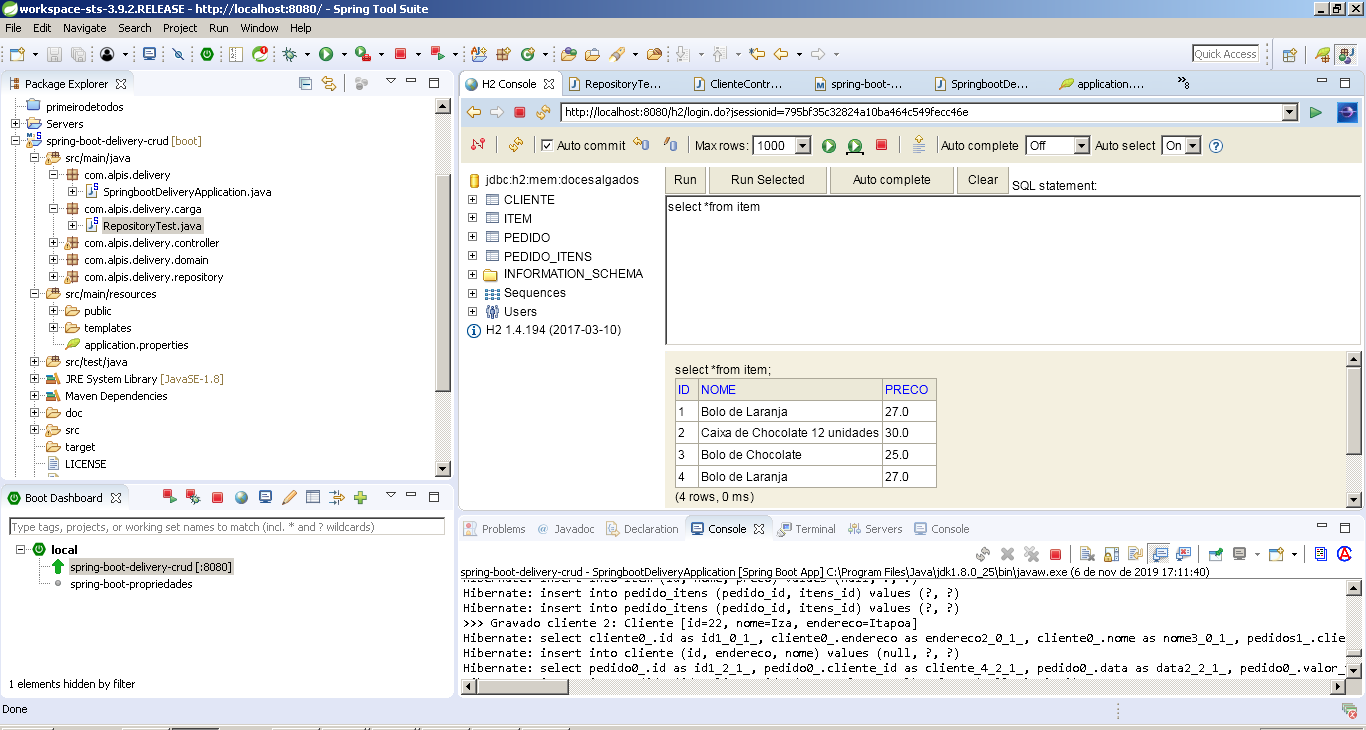 workspace-sts-3.9.2.RELEASE - http://localhost:8080/ - Spring Tool Suite
File Edit Navigate Search Project Run Window Help
Quick Access
Package Explorer
primeirodetodos
Servers
spring-boot-delivery-crud [boot]
src/main/java
com.alpis.delivery
SpringbootDeliveryApplication.java
com.alpis.delivery.carga
RepositoryTest.java
com.alpis.delivery.controller
com.alpis.delivery.domain
com.alpis.delivery.repository
src/main/resources
public
templates
application.properties
src/test/java
JRE System Library [JavaSE-1.8]
Maven Dependencies
doc
src
target
LICENSE
Boot Dashboard
Type tags, projects, or working set names to match (incl. * and ? wildcards)
local
spring-boot-delivery-crud [:8080]
spring-boot-propriedades
1 elements hidden by filter
Done
H2 Console RepositoryTe... ClienteContr... spring-boot-... SpringbootDe... application.... »8
http://localhost:8080/h2/login.do?jsessionid=795bf35c32824a10ba464c549fecc46e
Auto commit Max rows: 1000 Auto complete Off Auto select On
jdbc:h2:mem:docesalgados
CLIENTE
ITEM
PEDIDO
PEDIDO_ITENS
INFORMATION_SCHEMA
Sequences
Users
H2 1.4.194 (2017-03-10)
Run Run Selected Auto complete Clear SQL statement:
select *from item
select *from item;
ID NOME PRECO
1 Bolo de Laranja 27.0
2 Caixa de Chocolate 12 unidades 30.0
3 Bolo de Chocolate 25.0
4 Bolo de Laranja 27.0
(4 rows, 0 ms)
Problems Javadoc Declaration Console Terminal Servers Console
spring-boot-delivery-crud - SpringbootDeliveryApplication [Spring Boot App] C:\Program Files\Java\jdk1.8.0_25\bin\javaw.exe (6 de nov de 2019 17:11:40)
Hibernate: insert into item (id, nome, preco) values (null, ?, ?)
Hibernate: insert into pedido_itens (pedido_id, itens_id) values (?, ?)
Hibernate: insert into pedido_itens (pedido_id, itens_id) values (?, ?)
>>> Gravado cliente 2: Cliente [id=22, nome=Iza, endereco=Itapoa]
Hibernate: select cliente0_.id as id1_0_1_, cliente0_.endereco as endereco2_0_1_, cliente0_.nome as nome3_0_1_, pedidos1_.clie
Hibernate: insert into cliente (id, endereco, nome) values (null, ?, ?)
Hibernate: select pedido0_.id as id1_2_1_, pedido0_.cliente_id as cliente_4_2_1_, pedido0_.data as data2_2_1_, pedido0_.valor_